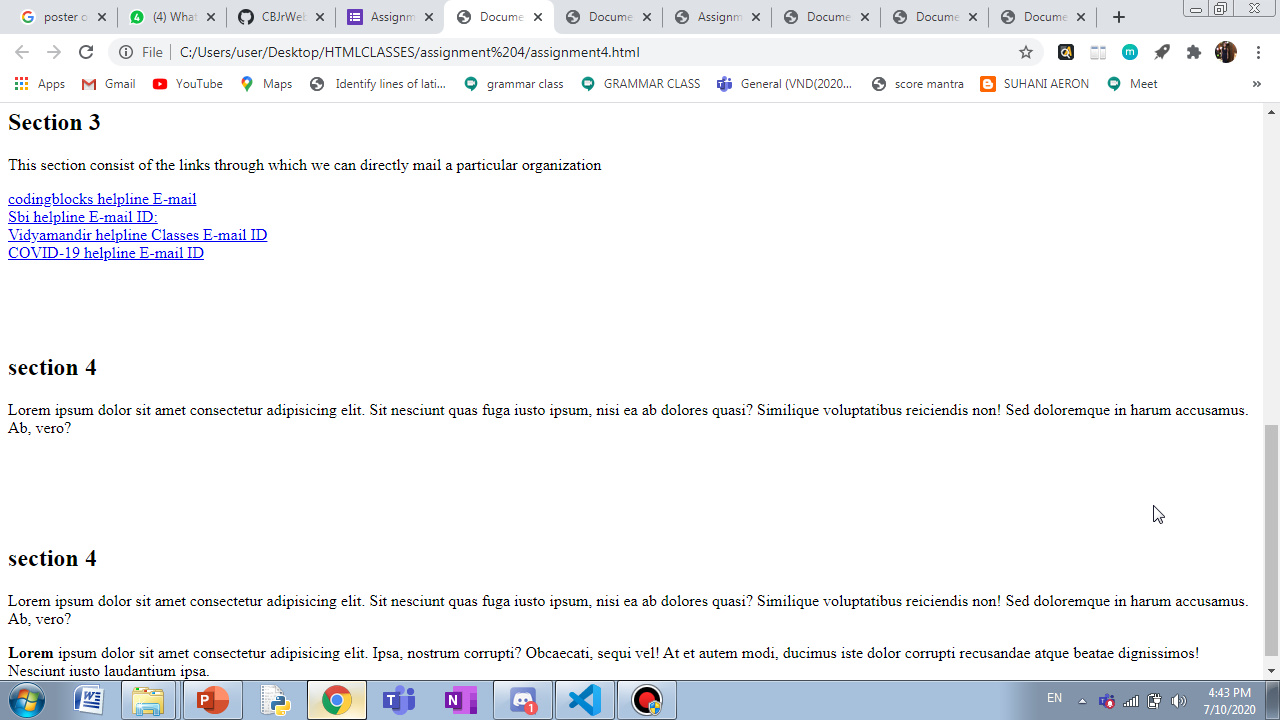 poster c
(4) What
CBJrWeb
Assignm
Docume
Docume
Assignm
Docume
Docume
Docume
File
C:/Users/user/Desktop/HTMLCLASSES/assignment%204/assignment4.html
Apps
Gmail
YouTube
Maps
Identify lines of lati...
grammar class
GRAMMAR CLASS
General (VND(2020...
score mantra
SUHANI AERON
Meet
»
Section 3
This section consist of the links through which we can directly mail a particular organization
codingblocks helpline E-mail
Sbi helpline E-mail ID:
Vidyamandir helpline Classes E-mail ID
COVID-19 helpline E-mail ID
section 4
Lorem ipsum dolor sit amet consectetur adipisicing elit. Sit nesciunt quas fuga iusto ipsum, nisi ea ab dolores quasi? Similique voluptatibus reiciendis non! Sed doloremque in harum accusamus.
Ab, vero?
section 4
Lorem ipsum dolor sit amet consectetur adipisicing elit. Sit nesciunt quas fuga iusto ipsum, nisi ea ab dolores quasi? Similique voluptatibus reiciendis non! Sed doloremque in harum accusamus.
Ab, vero?
Lorem ipsum dolor sit amet consectetur adipisicing elit. Ipsa, nostrum corrupti? Obcaecati, sequi vel! At et autem modi, ducimus iste dolor corrupti recusandae atque beatae dignissimos!
Nesciunt iusto laudantium ipsa.
EN
4:43 PM
7/10/2020